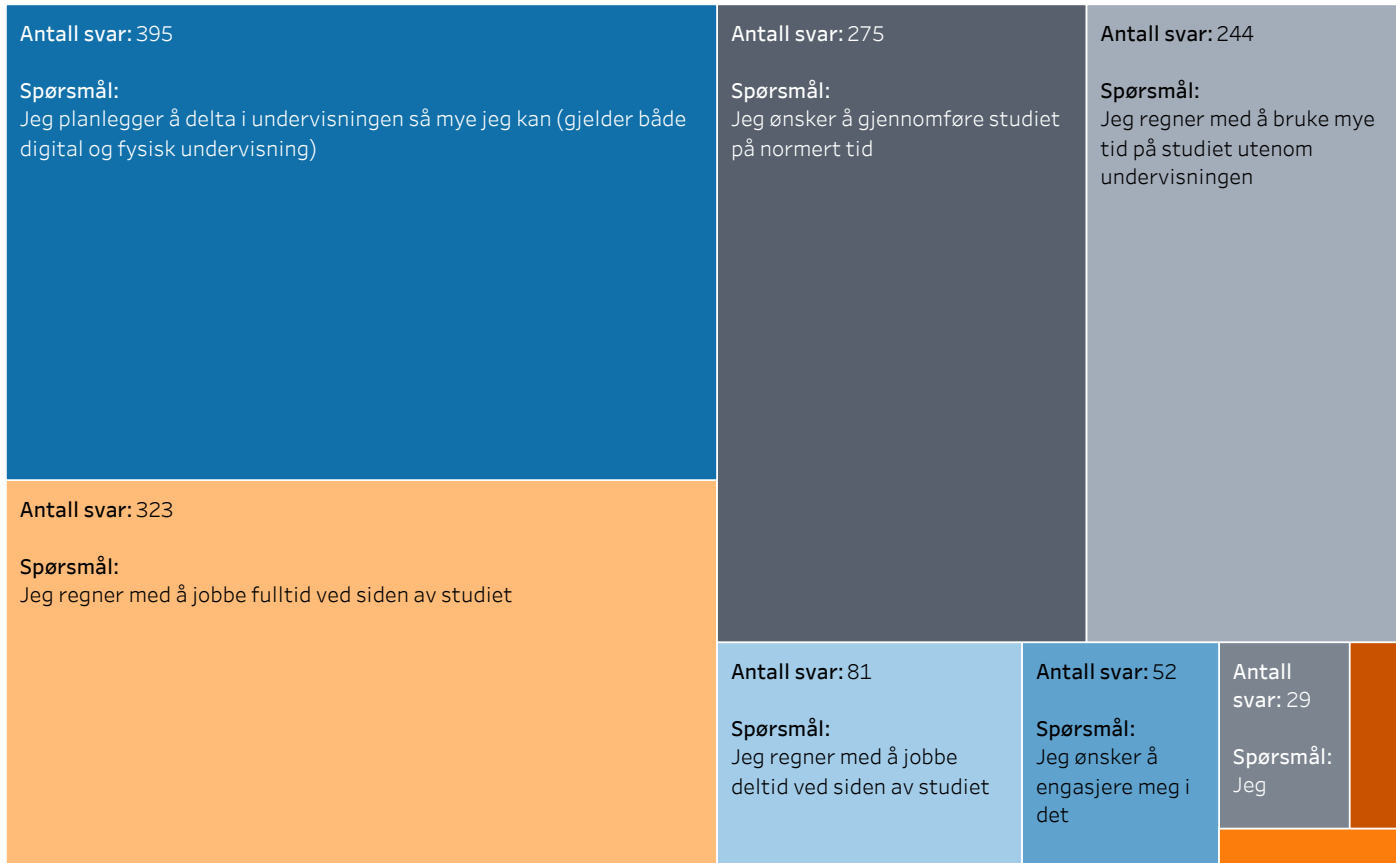 Antall svar: 395
Spørsmål:
Jeg planlegger å delta i undervisningen så mye jeg kan (gjelder både
digital og fysisk undervisning)
Antall svar: 323
Spørsmål:
Jeg regner med å jobbe fulltid ved siden av studiet
Antall svar: 275
Spørsmål:
Jeg ønsker å gjennomføre studiet
på normert tid
Antall svar: 244
Spørsmål:
Jeg regner med å bruke mye
tid på studiet utenom
undervisningen
Antall svar: 81
Spørsmål:
Jeg regner med å jobbe
deltid ved siden av studiet
Antall svar: 52
Spørsmål:
Jeg ønsker å
engasjere meg i
det
Antall
svar: 29
Spørsmål:
Jeg